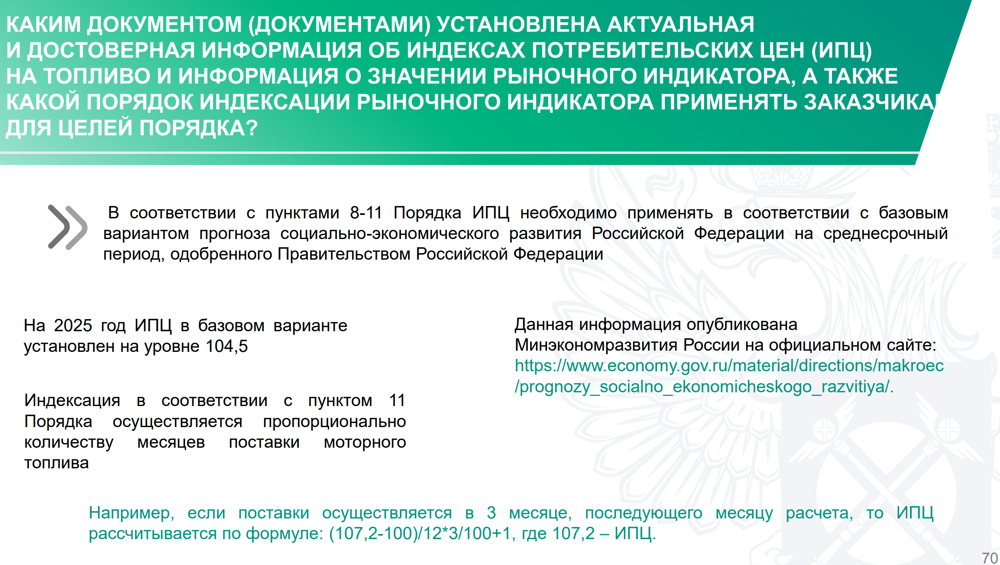 КАКИМ ДОКУМЕНТОМ (ДОКУМЕНТАМИ) УСТАНОВЛЕНА АКТУАЛЬНАЯ
И ДОСТОВЕРНАЯ ИНФОРМАЦИЯ ОБ ИНДЕКСАХ ПОТРЕБИТЕЛЬСКИХ ЦЕН (ИПЦ)
НА ТОПЛИВО И ИНФОРМАЦИЯ О ЗНАЧЕНИИ РЫНОЧНОГО ИНДИКАТОРА, А ТАКЖЕ
КАКОЙ ПОРЯДОК ИНДЕКСАЦИИ РЫНОЧНОГО ИНДИКАТОРА ПРИМЕНЯТЬ ЗАКАЗЧИКАМ
ДЛЯ ЦЕЛЕЙ ПОРЯДКА?
В соответствии с пунктами 8-11 Порядка ИПЦ необходимо применять в соответствии с базовым
вариантом прогноза социально-экономического развития Российской Федерации на среднесрочный
период, одобренного Правительством Российской Федерации
На 2025 год ИПЦ в базовом варианте
установлен на уровне 104,5
Индексация в соответствии с пунктом 11
Порядка осуществляется пропорционально
количеству месяцев поставки моторного
топлива
Данная информация опубликована
Минэкономразвития России на официальном сайте:
https://www.economy.gov.ru/material/directions/makroec
/prognozy_socialno_ekonomicheskogo_razvitiya/.
Например, если поставки осуществляется в 3 месяце, последующего месяцу расчета, то ИПЦ
рассчитывается по формуле: (107,2-100)/12*3/100+1, где 107,2 – ИПЦ.
70